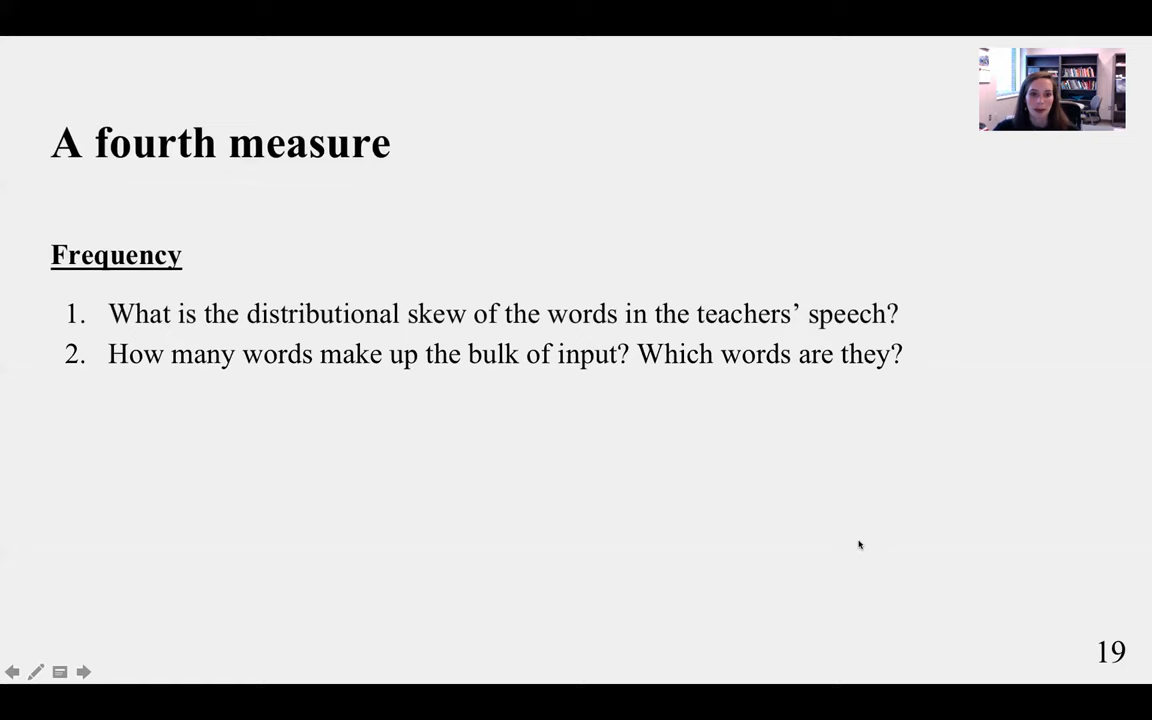 A fourth measure
Frequency
1. What is the distributional skew of the words in the teachers’ speech?
2. How many words make up the bulk of input? Which words are they?
19